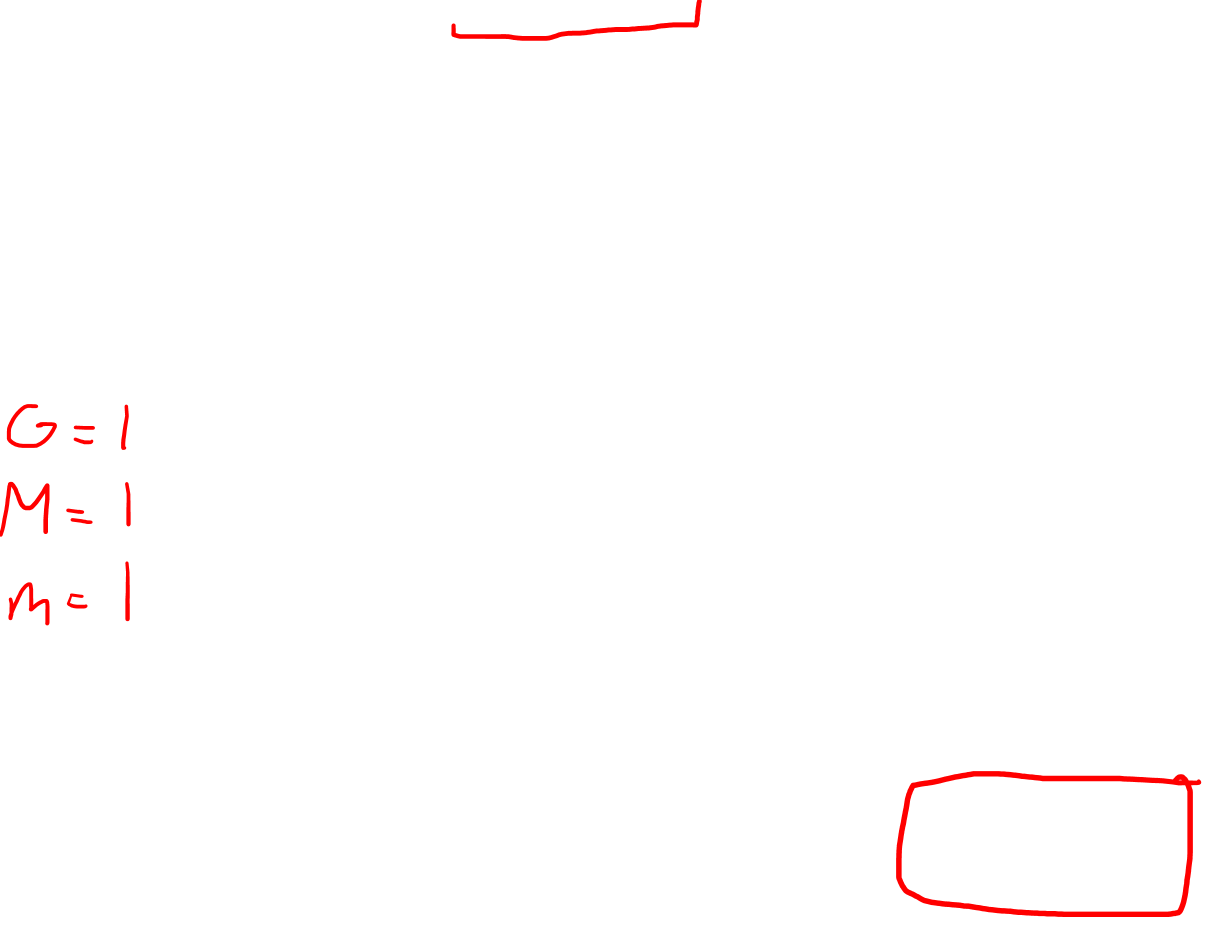 G = 1
M = 1
m = 1